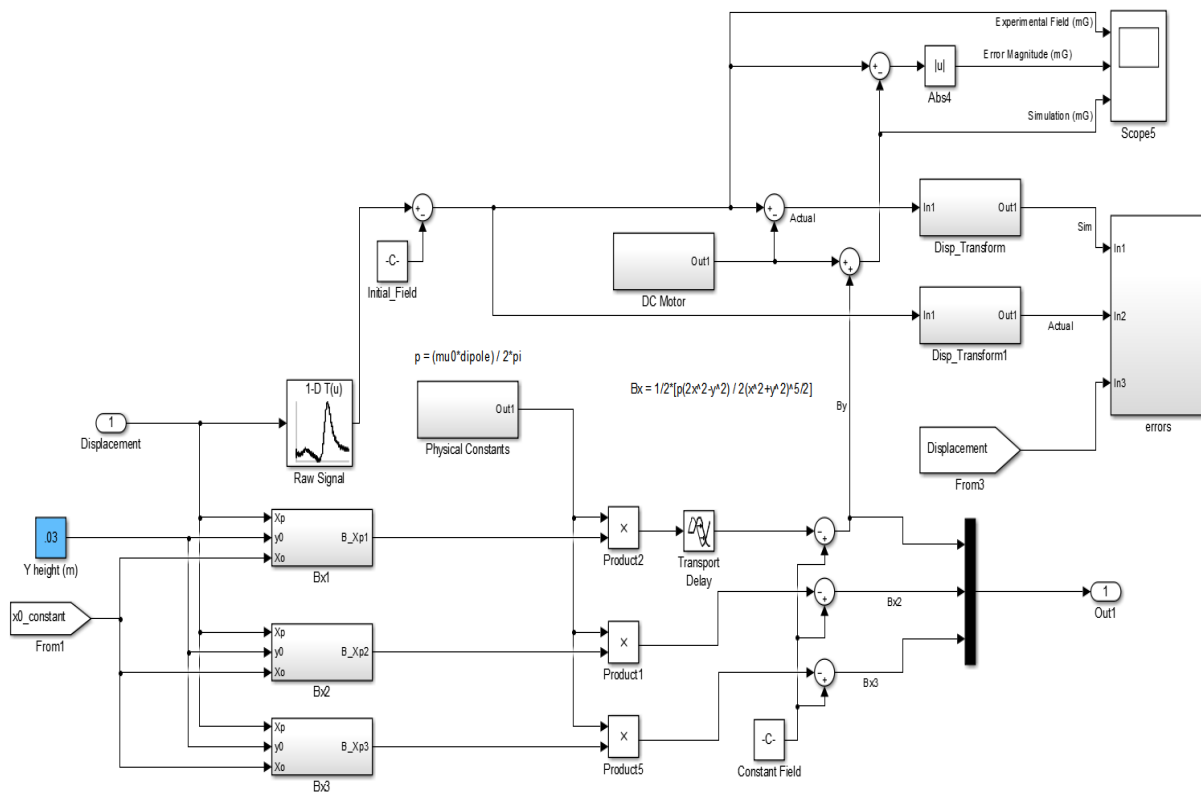 Experimental Field (mG)
Error Magnitude (mG)
|u|
Abs4
Simulation (mG)
Scope5
Actual
In1
Out1
Disp_Transform
Sim
In1
-C-
Initial_Field
Out1
DC Motor
In1
Out1
Disp_Transform1
Actual
In2
In3
errors
p = (mu0*dipole) / 2*pi
Bx = 1/2*[p(2x^2-y^2) / 2(x^2+y^2)^5/2]
1-D T(u)
Raw Signal
1
Displacement
Out1
Physical Constants
By
Displacement
From3
.03
Y height (m)
Xp
y0
Xo
B_Xp1
Bx1
x
Product2
Transport
Delay
x0_constant
From1
Xp
y0
Xo
B_Xp2
Bx2
x
Product1
Bx2
1
Out1
Xp
y0
Xo
B_Xp3
Bx3
x
Product5
Bx3
-C-
Constant Field